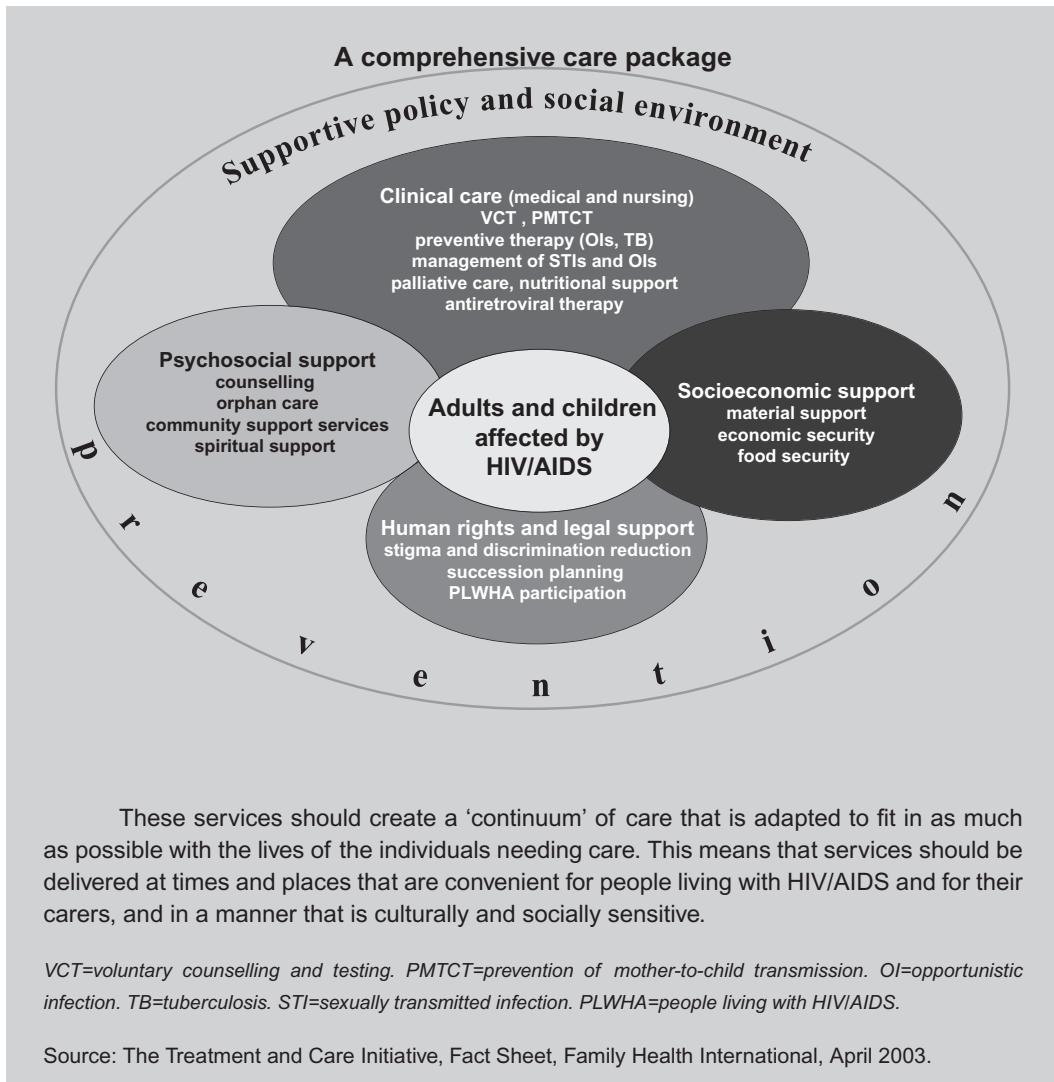 A comprehensive care package
Supportive policy and social environment
Clinical care (medical and nursing)
VCT , PMTCT
preventive therapy (OIs, TB)
management of STIs and OIs
palliative care, nutritional support
antiretroviral therapy
Psychosocial support
counselling
orphan care
community support services
spiritual support
Adults and children
affected by
HIV/AIDS
Socioeconomic support
material support
economic security
food security
Human rights and legal support
stigma and discrimination reduction
succession planning
PLWHA participation
prevention
These services should create a ‘continuum’ of care that is adapted to fit in as much
as possible with the lives of the individuals needing care. This means that services should be
delivered at times and places that are convenient for people living with HIV/AIDS and for their
carers, and in a manner that is culturally and socially sensitive.
VCT=voluntary counselling and testing. PMTCT=prevention of mother-to-child transmission. OI=opportunistic
infection. TB=tuberculosis. STI=sexually transmitted infection. PLWHA=people living with HIV/AIDS.
Source: The Treatment and Care Initiative, Fact Sheet, Family Health International, April 2003.